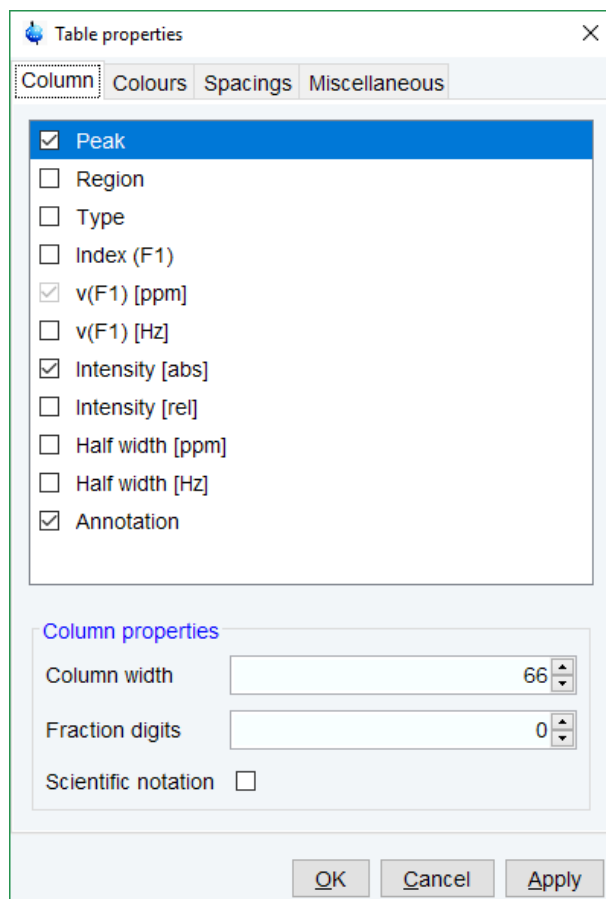 Table properties
Column Colours Spacings Miscellaneous
Peak
Region
Type
Index (F1)
v(F1) [ppm]
v(F1) [Hz]
Intensity [abs]
Intensity [rel]
Half width [ppm]
Half width [Hz]
Annotation
Column properties
Column width 66
Fraction digits 0
Scientific notation
OK Cancel Apply